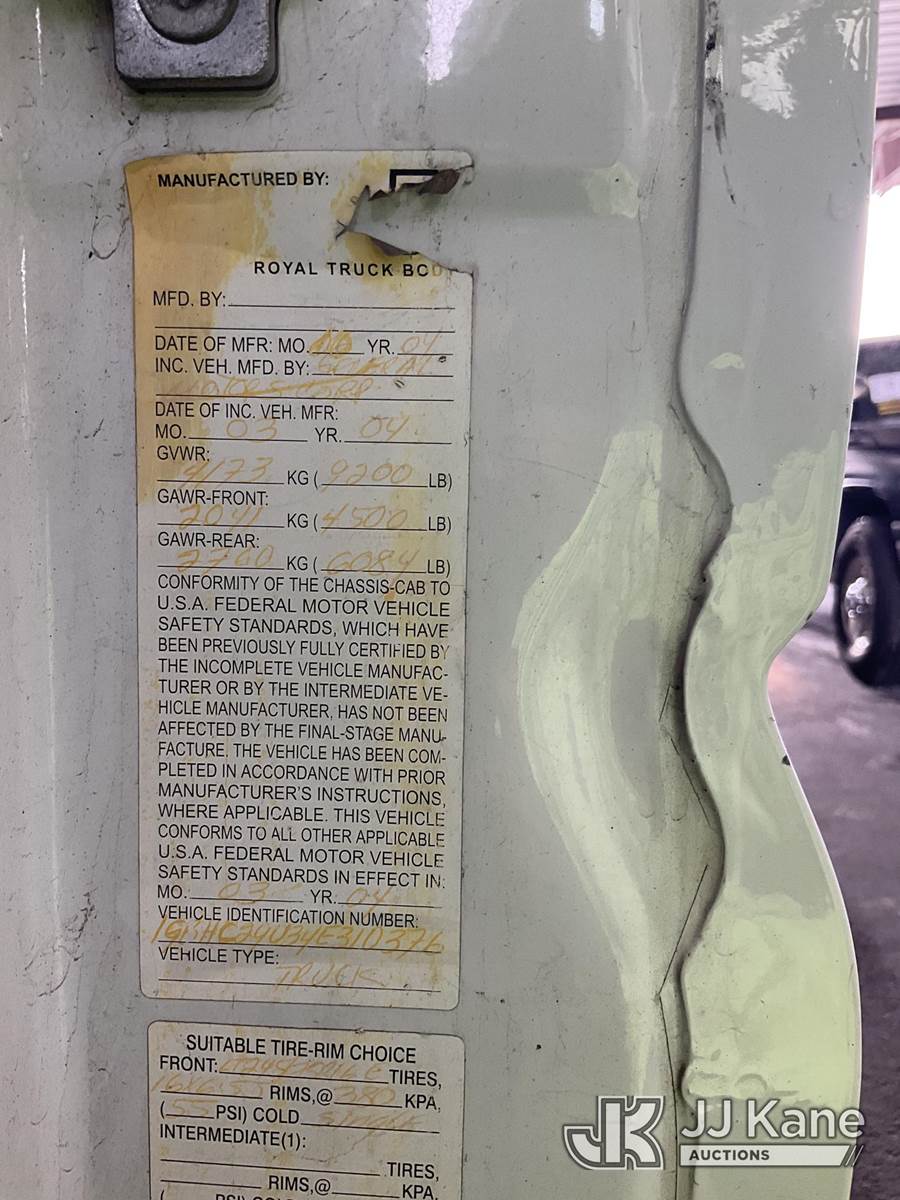 MANUFACTURED BY:
ROYAL TRUCK BOD
MFD. BY:
DATE OF MFR: MO. YR. 04
INC. VEH. MFD. BY:
DATE OF INC. VEH. MFR:
MO. 03 YR. 04
GVWR:
4173 KG ( 9200 LB)
GAWR-FRONT:
2041 KG ( 4500 LB)
GAWR-REAR:
KG ( 6084 LB)
CONFORMITY OF THE CHASSIS-CAB TO
U.S.A. FEDERAL MOTOR VEHICLE
SAFETY STANDARDS, WHICH HAVE
BEEN PREVIOUSLY FULLY CERTIFIED BY
THE INCOMPLETE VEHICLE MANUFAC-
TURER OR BY THE INTERMEDIATE VE-
HICLE MANUFACTURER, HAS NOT BEEN
AFFECTED BY THE FINAL-STAGE MANU-
FACTURE. THE VEHICLE HAS BEEN COM-
PLETED IN ACCORDANCE WITH PRIOR
MANUFACTURER'S INSTRUCTIONS,
WHERE APPLICABLE. THIS VEHICLE
CONFORMS TO ALL OTHER APPLICABLE
U.S.A. FEDERAL MOTOR VEHICLE
SAFETY STANDARDS IN EFFECT IN:
MO.: 03 YR. 04
VEHICLE IDENTIFICATION NUMBER:
VEHICLE TYPE:
TRUCK
SUITABLE TIRE-RIM CHOICE
FRONT: TIRES,
RIMS,@ 380 KPA,
( 55 PSI) COLD
INTERMEDIATE(1):
TIRES,
RIMS,@ KPA,
( PSI)
JK JJ Kane
AUCTIONS